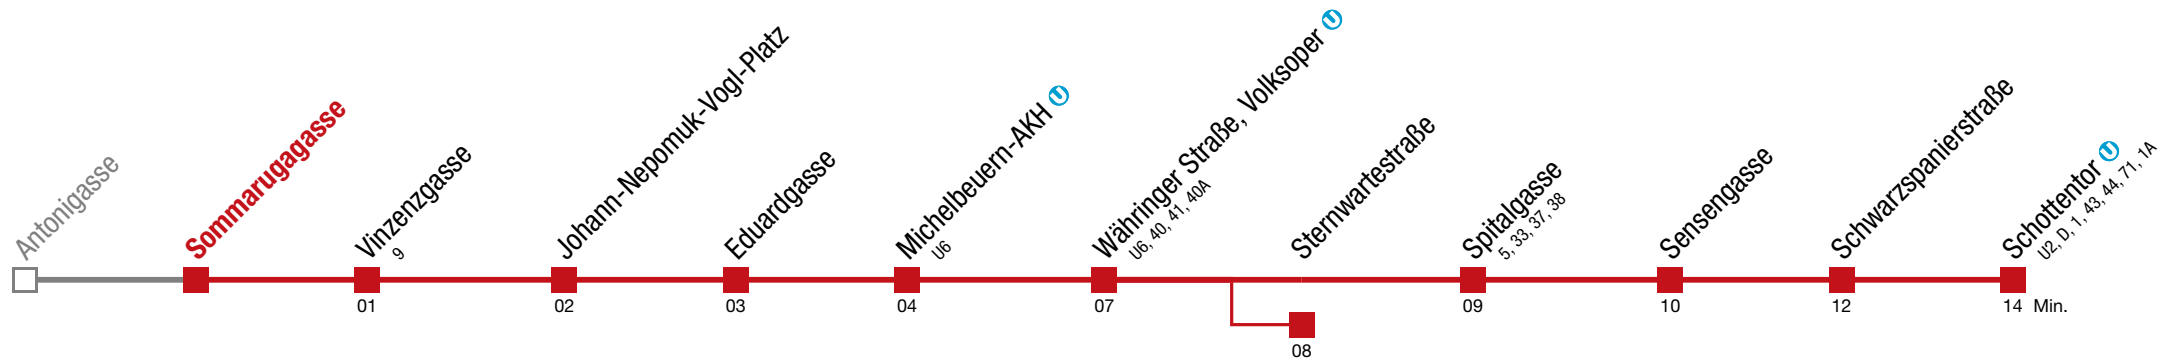 Antonigasse
Sommarugagasse
Vinzenzgasse
9
Johann-Nepomuk-Vogl-Platz
Eduardgasse
Michelbeuern-AKH U
U6
Währinger Straße, Volksoper U
U6, 40, 41, 40A
Sternwartestraße
Spitalgasse
5, 33, 37, 38
Sensengasse
Schwarzspanierstraße
Schottentor U
U2, D, 1, 43, 44, 71, 1A
01 02 03 04 07 09 10 12 14 Min.
08